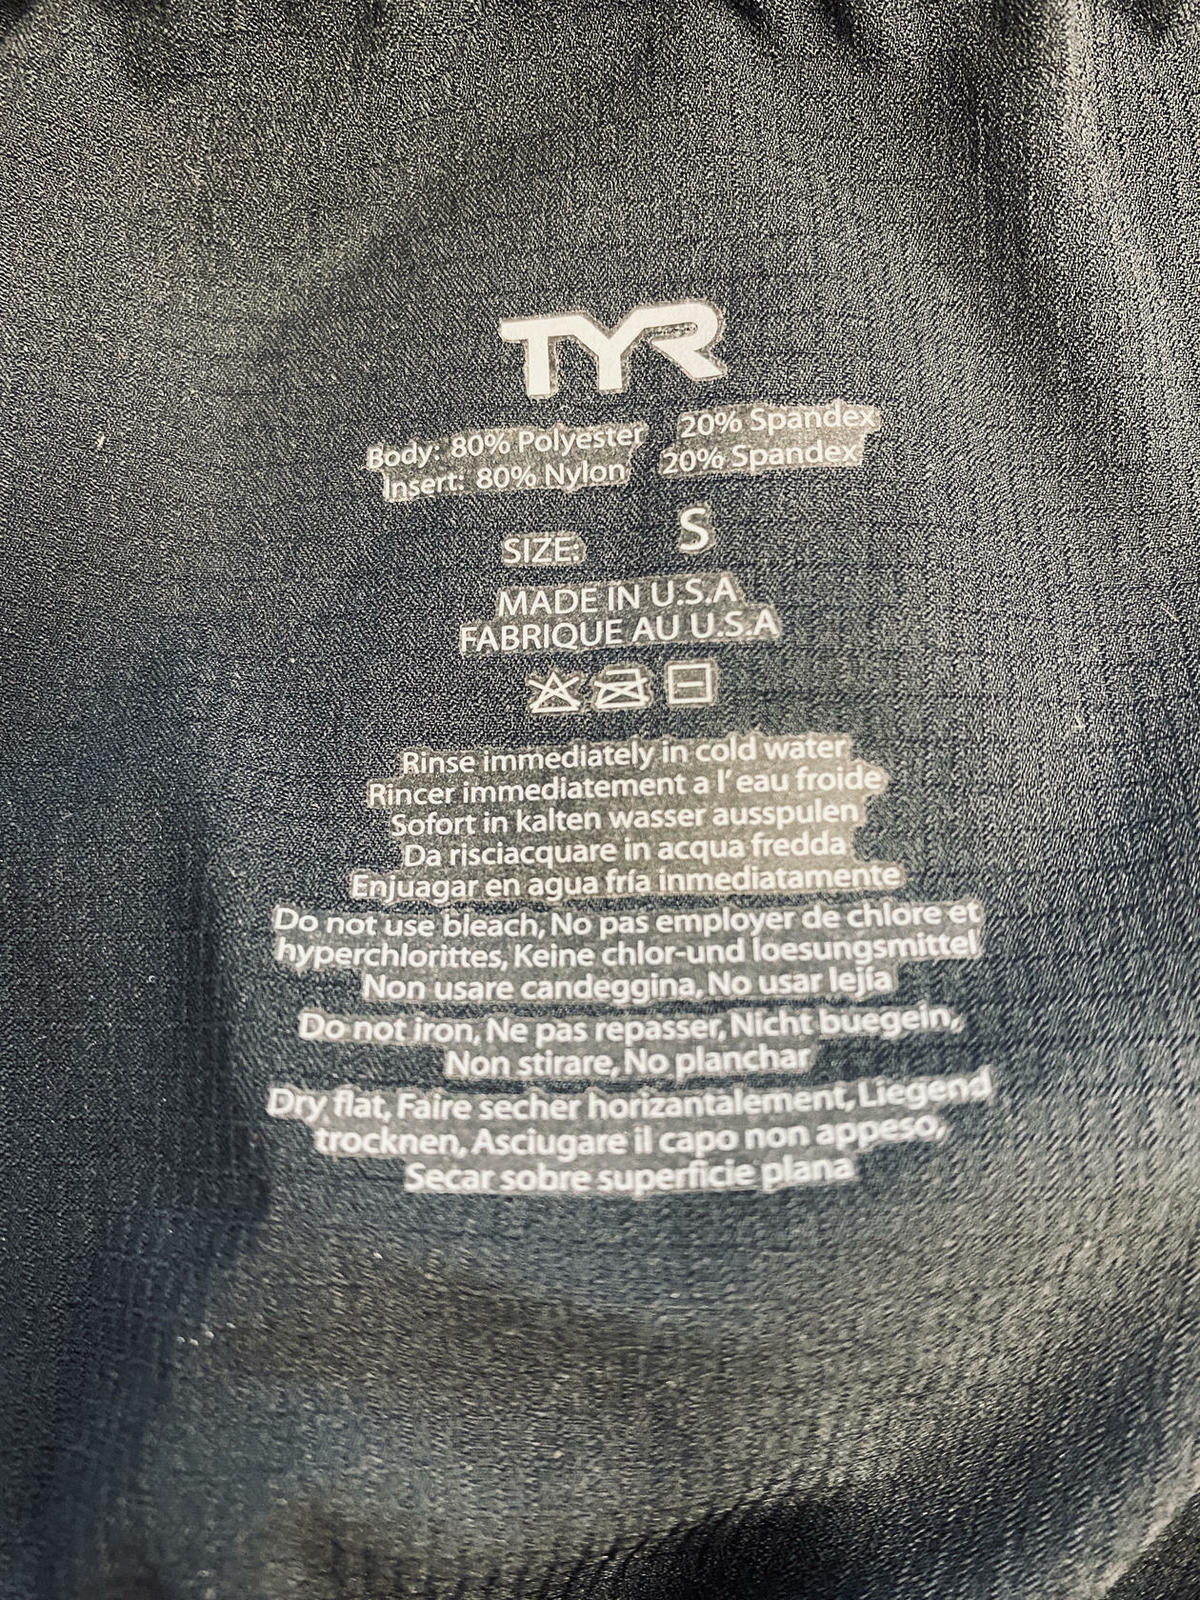 TYR
Body: 80% Polyester 20% Spandex
Insert: 80% Nylon 20% Spandex
SIZE: S
MADE IN U.S.A
FABRIQUE AU U.S.A
Rinse immediately in cold water
Rincer immediatement a l' eau froide
Sofort in kalten wasser ausspulen
Da risciacquare in acqua fredda
Enjuagar en agua fría inmediatamente
Do not use bleach, No pas employer de chlore et
hyperchlorittes, Keine chlor-und loesungsmittel
Non usare candeggina, No usar lejía
Do not iron, Ne pas repasser, Nicht buegeln,
Non stirare, No planchar
Dry flat, Faire secher horizantalement, Liegend
trocknen, Asciugare il capo non appeso,
Secar sobre superficie plana